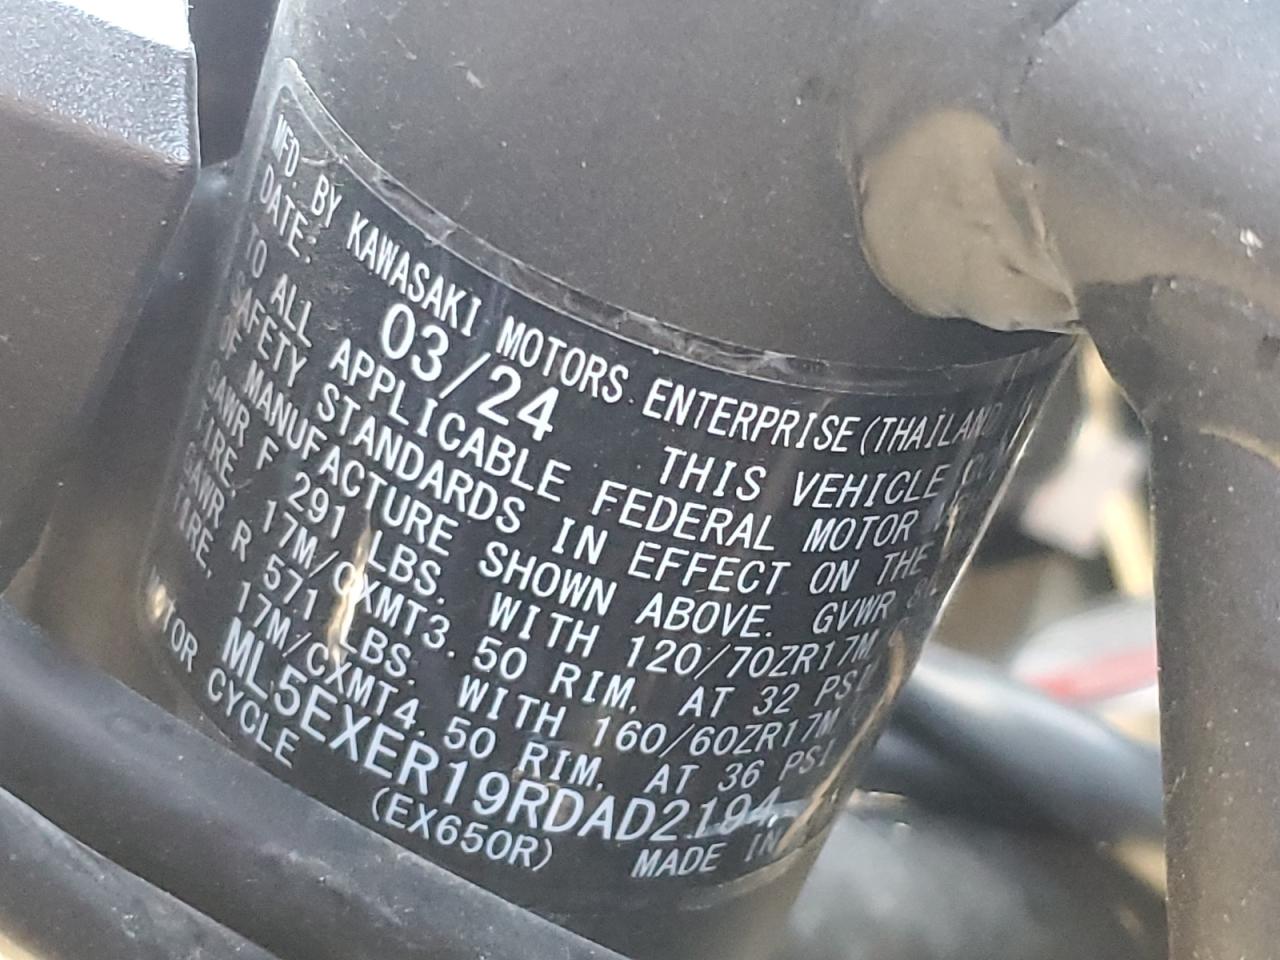 MFD. BY KAWASAKI MOTORS ENTERPRISE(THAILAND
DATE: 03/24 THIS VEHICLE
TO ALL APPLICABLE FEDERAL MOTOR
SAFETY STANDARDS IN EFFECT ON THE
OF MANUFACTURE SHOWN ABOVE. GVWR
GAWR F 291 LBS. WITH 120/70ZR17M
TIRE, 17M/CXMT3.50 RIM, AT 32 PSI
GAWR R 571 LBS. WITH 160/60ZR17M
TIRE, 17M/CXMT4.50 RIM, AT 36 PSI
ML5EXER19RDAD2194
MOTOR CYCLE (EX650R) MADE IN